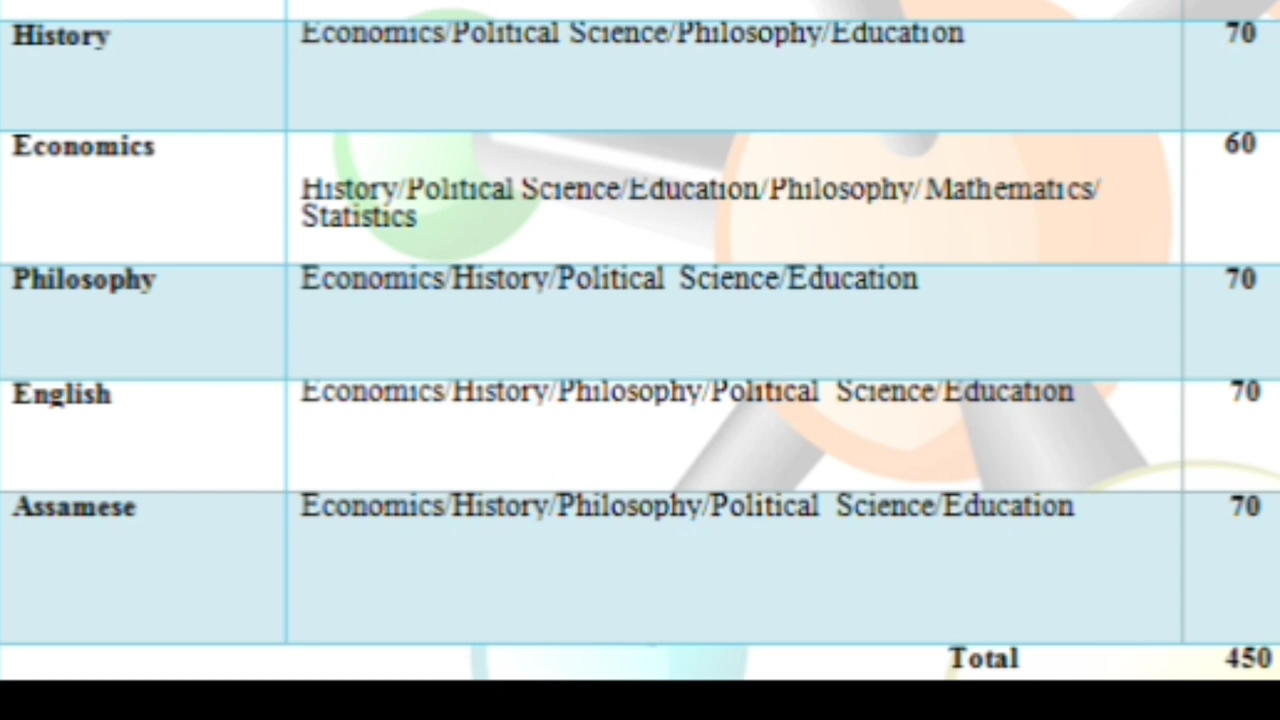 History Economics/Political Science/Philosophy/Education 70
Economics 60
History/Political Science/Education/Philosophy/Mathematics/
Statistics
Philosophy Economics/History/Political Science/Education 70
English Economics/History/Philosophy/Political Science/Education 70
Assamese Economics/History/Philosophy/Political Science/Education 70
Total 450